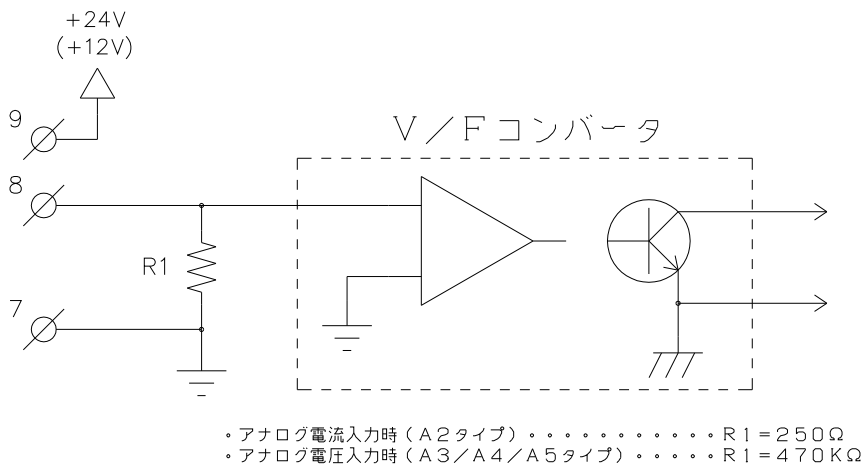 +24V
(+12V)
9
V/Fコンバータ
8
R1
7
・アナログ電流入力時(A2タイプ)・・・・・・・・・・・R1=250Ω
・アナログ電圧入力時(A3/A4/A5タイプ)・・・・・R1=470KΩ